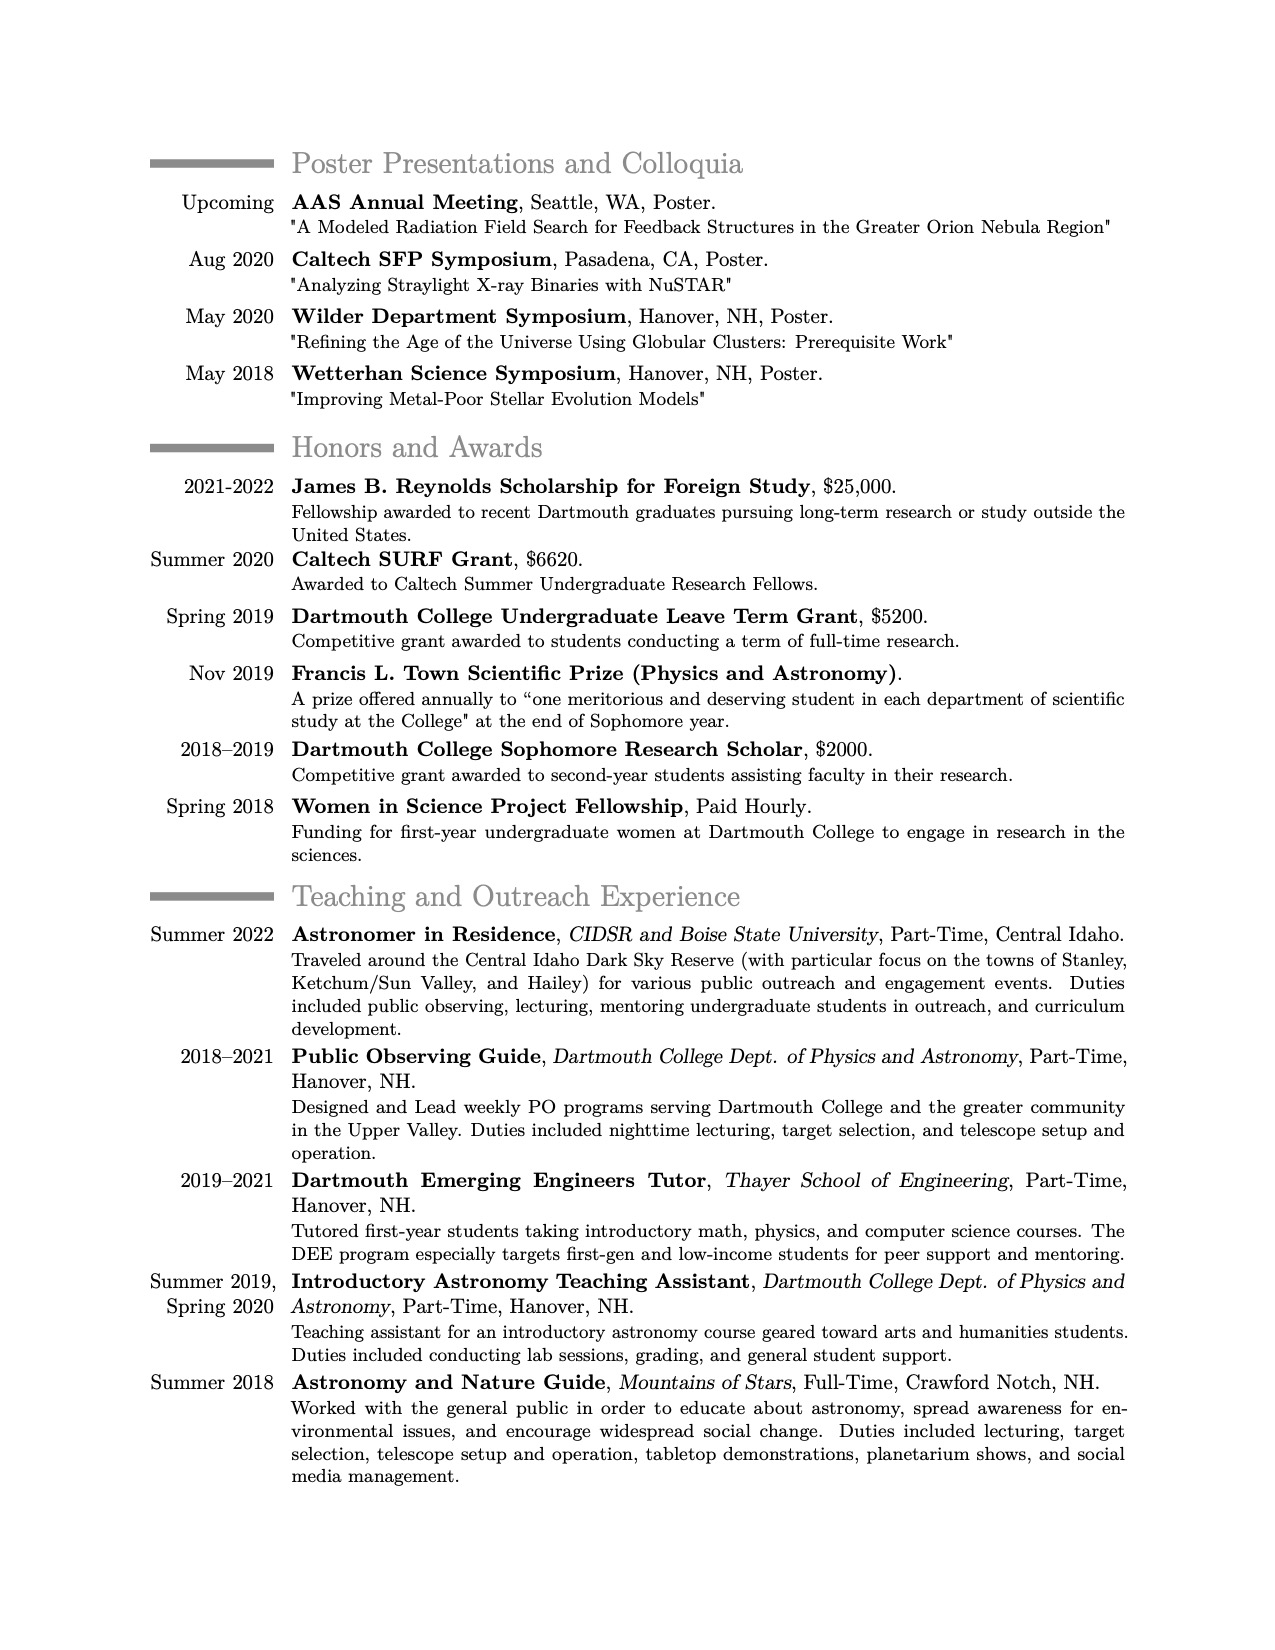 Poster Presentations and Colloquia
Upcoming AAS Annual Meeting, Seattle, WA, Poster.
"A Modeled Radiation Field Search for Feedback Structures in the Greater Orion Nebula Region"
Aug 2020 Caltech SFP Symposium, Pasadena, CA, Poster.
"Analyzing Straylight X-ray Binaries with NuSTAR"
May 2020 Wilder Department Symposium, Hanover, NH, Poster.
"Refining the Age of the Universe Using Globular Clusters: Prerequisite Work"
May 2018 Wetterhan Science Symposium, Hanover, NH, Poster.
"Improving Metal-Poor Stellar Evolution Models"
Honors and Awards
2021-2022 James B. Reynolds Scholarship for Foreign Study, $25,000.
Fellowship awarded to recent Dartmouth graduates pursuing long-term research or study outside the
United States.
Summer 2020 Caltech SURF Grant, $6620.
Awarded to Caltech Summer Undergraduate Research Fellows.
Spring 2019 Dartmouth College Undergraduate Leave Term Grant, $5200.
Competitive grant awarded to students conducting a term of full-time research.
Nov 2019 Francis L. Town Scientific Prize (Physics and Astronomy).
A prize offered annually to “one meritorious and deserving student in each department of scientific
study at the College" at the end of Sophomore year.
2018–2019 Dartmouth College Sophomore Research Scholar, $2000.
Competitive grant awarded to second-year students assisting faculty in their research.
Spring 2018 Women in Science Project Fellowship, Paid Hourly.
Funding for first-year undergraduate women at Dartmouth College to engage in research in the
sciences.
Teaching and Outreach Experience
Summer 2022 Astronomer in Residence, CIDSR and Boise State University, Part-Time, Central Idaho.
Traveled around the Central Idaho Dark Sky Reserve (with particular focus on the towns of Stanley,
Ketchum/Sun Valley, and Hailey) for various public outreach and engagement events. Duties
included public observing, lecturing, mentoring undergraduate students in outreach, and curriculum
development.
2018–2021 Public Observing Guide, Dartmouth College Dept. of Physics and Astronomy, Part-Time,
Hanover, NH.
Designed and Lead weekly PO programs serving Dartmouth College and the greater community
in the Upper Valley. Duties included nighttime lecturing, target selection, and telescope setup and
operation.
2019–2021 Dartmouth Emerging Engineers Tutor, Thayer School of Engineering, Part-Time,
Hanover, NH.
Tutored first-year students taking introductory math, physics, and computer science courses. The
DEE program especially targets first-gen and low-income students for peer support and mentoring.
Summer 2019, Introductory Astronomy Teaching Assistant, Dartmouth College Dept. of Physics and
Spring 2020 Astronomy, Part-Time, Hanover, NH.
Teaching assistant for an introductory astronomy course geared toward arts and humanities students.
Duties included conducting lab sessions, grading, and general student support.
Summer 2018 Astronomy and Nature Guide, Mountains of Stars, Full-Time, Crawford Notch, NH.
Worked with the general public in order to educate about astronomy, spread awareness for en-
vironmental issues, and encourage widespread social change. Duties included lecturing, target
selection, telescope setup and operation, tabletop demonstrations, planetarium shows, and social
media management.